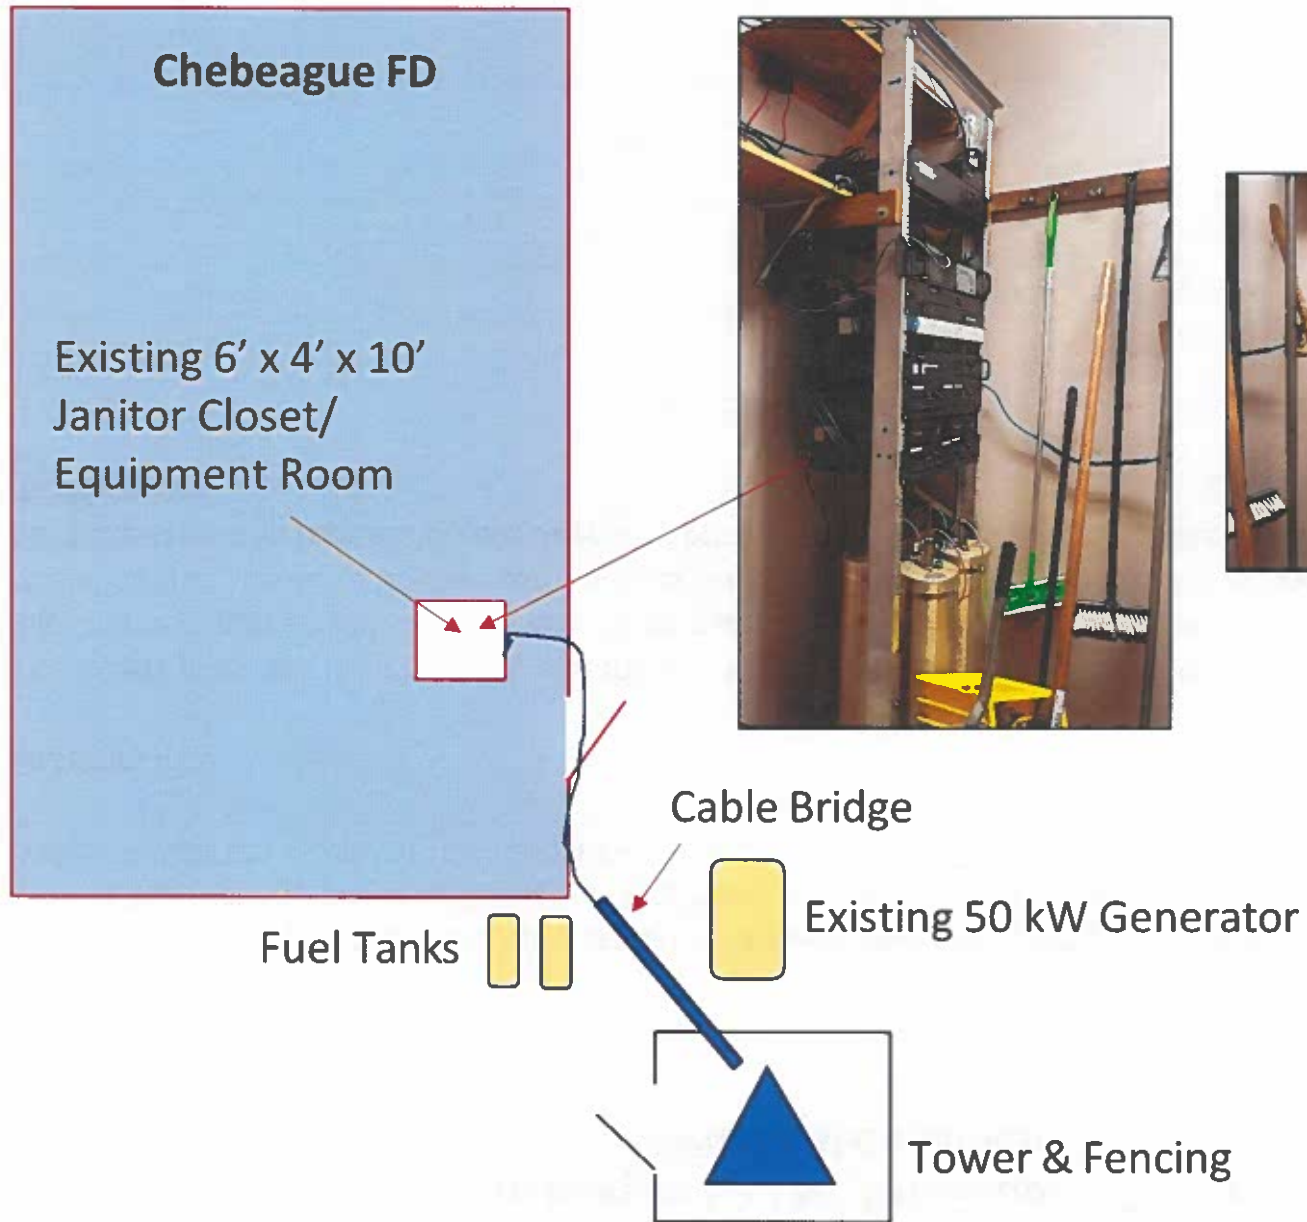 Chebeague FD
Existing 6’ x 4’ x 10’
Janitor Closet/
Equipment Room
Cable Bridge
Existing 50 kW Generator
Fuel Tanks
Tower & Fencing